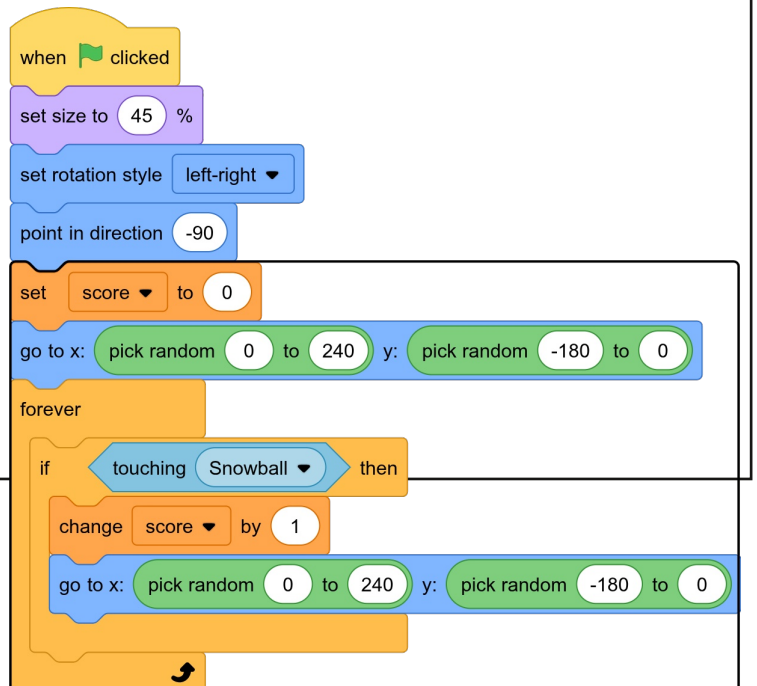 when clicked
set size to 45 %
set rotation style left-right
point in direction -90
set score to 0
go to x: pick random 0 to 240 y: pick random -180 to 0
forever
if touching Snowball then
change score by 1
go to x: pick random 0 to 240 y: pick random -180 to 0